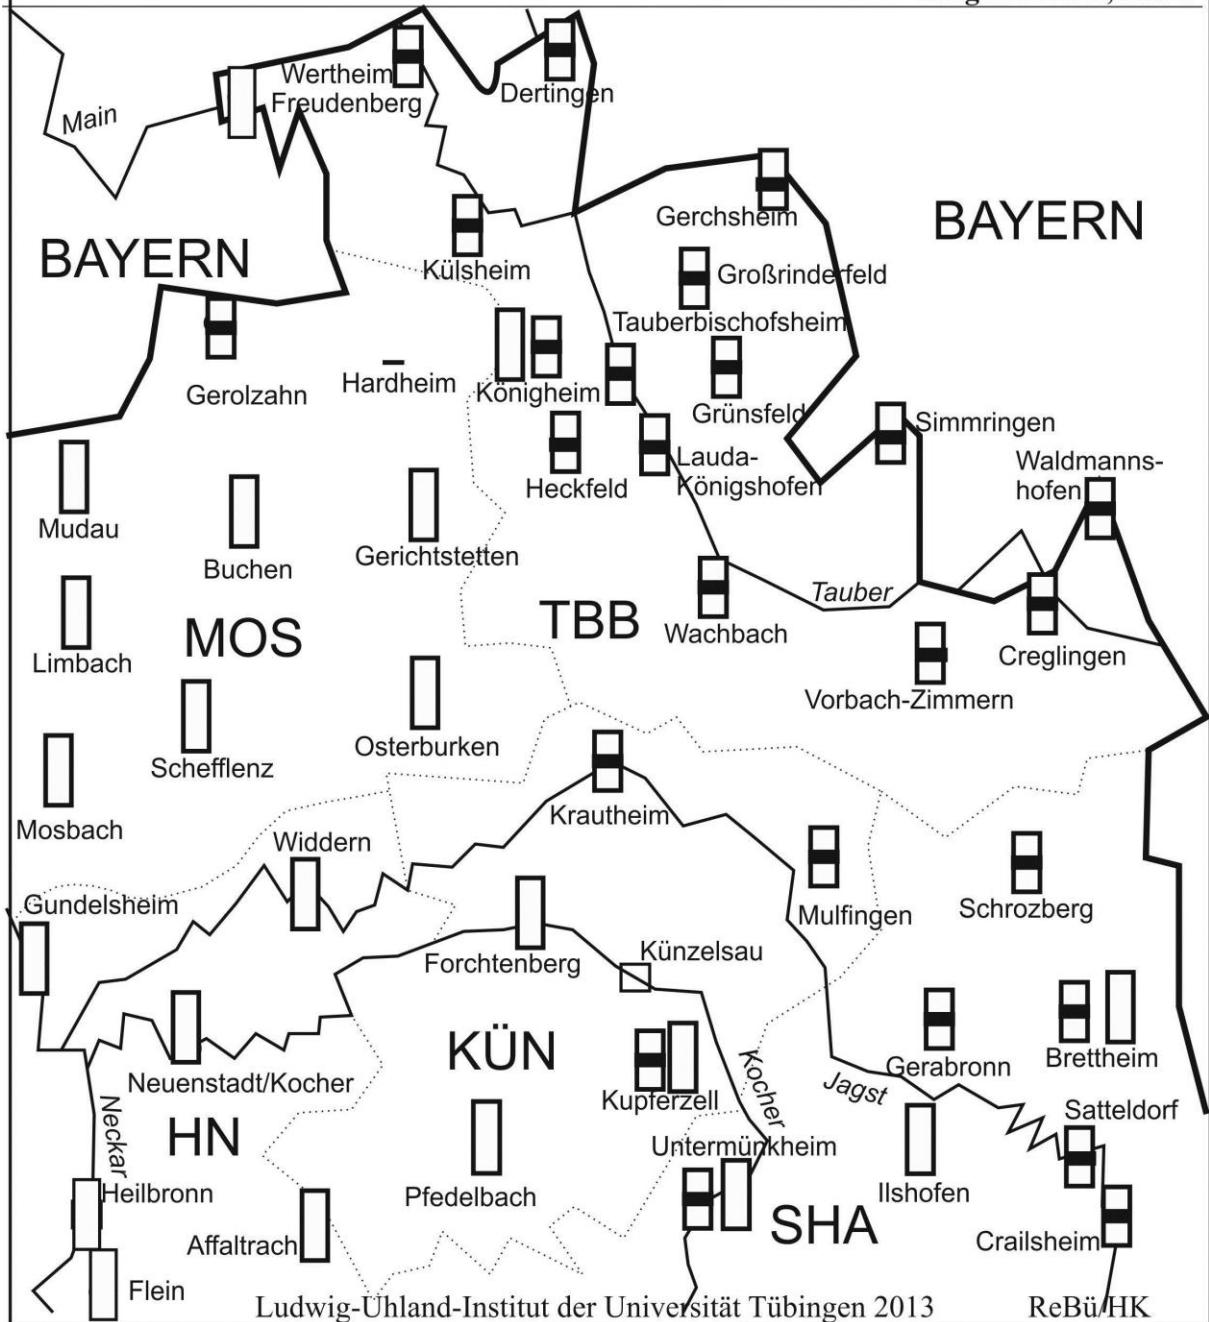 Main
Wertheim
Freudenberg
Dertingen
BAYERN
BAYERN
Gerchsheim
Külsheim
Großrinderfeld
Tauberbischofsheim
Gerolzahn
Hardheim
Königheim
Grünsfeld
Simmringen
Lauda-
Königshofen
Waldmanns-
hofen
Heckfeld
Mudau
Buchen
Gerichtstetten
Tauber
MOS
TBB
Wachbach
Limbach
Creglingen
Vorbach-Zimmern
Schefflenz
Osterburken
Mosbach
Krautheim
Widdern
Gundelsheim
Mulfingen
Schrozberg
Forchtenberg
Künzelsau
KÜN
Neuenstadt/Kocher
Kupferzell
Kocher
Jagst
Gerabronn
Brettheim
Neckar
HN
Satteldorf
Untermünkheim
Heilbronn
Pfedelbach
Ilshofen
SHA
Affaltrach
Crailsheim
Flein
Ludwig-Uhland-Institut der Universität Tübingen 2013
ReBü/HK